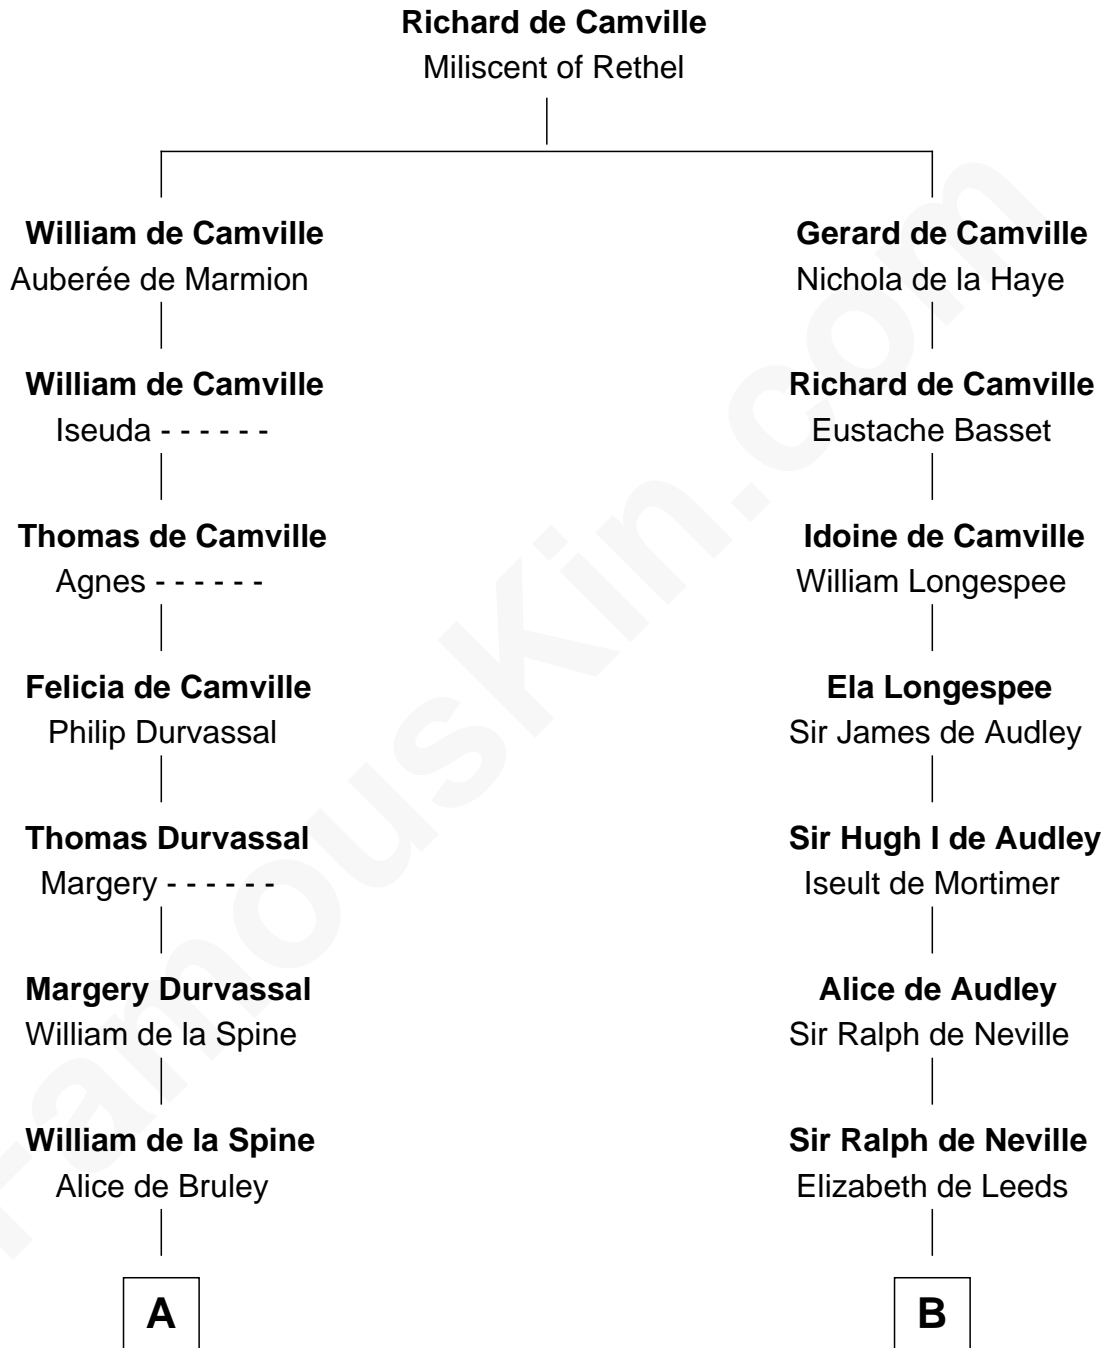 Richard de Camville
Miliscent of Rethel
William de Camville
Auberée de Marmion
Gerard de Camville
Nichola de la Haye
William de Camville
Iseuda - - - - - -
Richard de Camville
Eustache Basset
Thomas de Camville
Agnes - - - - - -
Idoine de Camville
William Longespee
Felicia de Camville
Philip Durvassal
Ela Longespee
Sir James de Audley
Thomas Durvassal
Margery - - - - - -
Sir Hugh I de Audley
Iseult de Mortimer
Margery Durvassal
William de la Spine
Alice de Audley
Sir Ralph de Neville
William de la Spine
Alice de Bruley
Sir Ralph de Neville
Elizabeth de Leeds
A
B
FamousKin.com